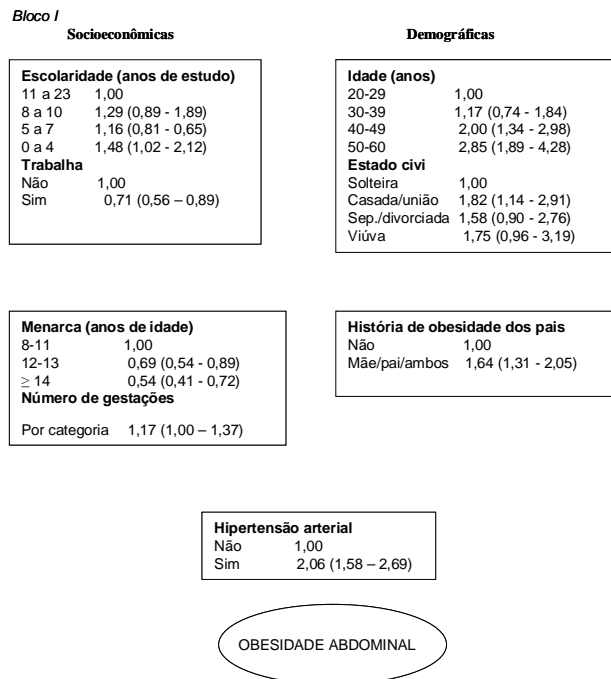 Bloco I
Socioeconômicas
Escolaridade (anos de estudo)
11 a 23 1,00
8 a 10 1,29 (0,89 - 1,89)
5 a 7 1,16 (0,81 - 0,65)
0 a 4 1,48 (1,02 - 2,12)
Trabalha
Não 1,00
Sim 0,71 (0,56 – 0,89)
Demográficas
Idade (anos)
20-29 1,00
30-39 1,17 (0,74 - 1,84)
40-49 2,00 (1,34 - 2,98)
50-60 2,85 (1,89 - 4,28)
Estado civi
Solteira 1,00
Casada/união 1,82 (1,14 - 2,91)
Sep./divorciada 1,58 (0,90 - 2,76)
Viúva 1,75 (0,96 - 3,19)
Menarca (anos de idade)
8-11 1,00
12-13 0,69 (0,54 - 0,89)
≥ 14 0,54 (0,41 - 0,72)
Número de gestações
Por categoria 1,17 (1,00 – 1,37)
História de obesidade dos pais
Não 1,00
Mãe/pai/ambos 1,64 (1,31 - 2,05)
Hipertensão arterial
Não 1,00
Sim 2,06 (1,58 – 2,69)
OBESIDADE ABDOMINAL